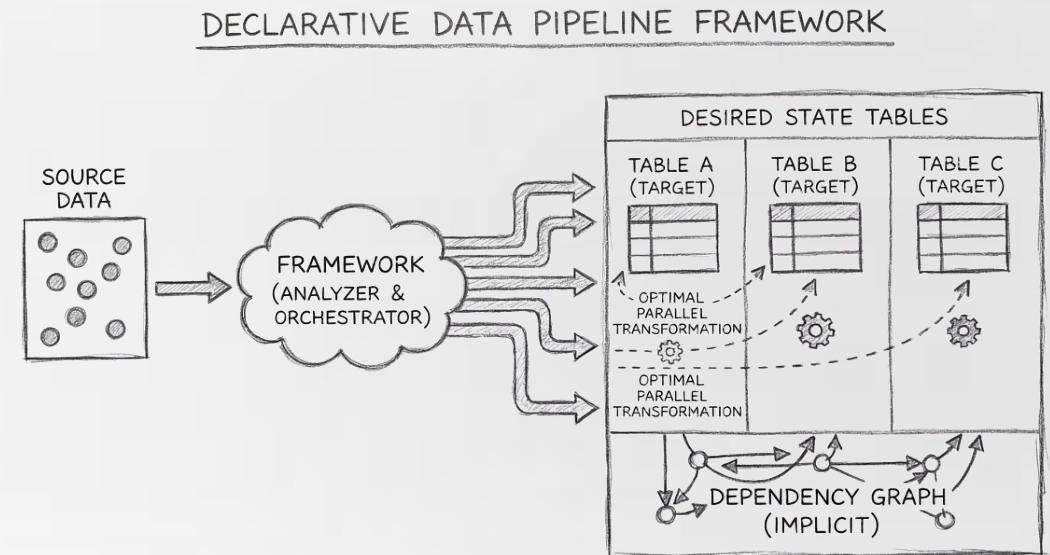 DECLARATIVE DATA PIPELINE FRAMEWORK
SOURCE
DATA
FRAMEWORK
(ANALYZER &
ORCHESTRATOR)
DESIRED STATE TABLES
TABLE A
(TARGET)
TABLE B
(TARGET)
TABLE C
(TARGET)
OPTIMAL
PARALLEL
TRANSFORMATION
OPTIMAL
PARALLEL
TRANSFORMATION
DEPENDENCY GRAPH
(IMPLICIT)